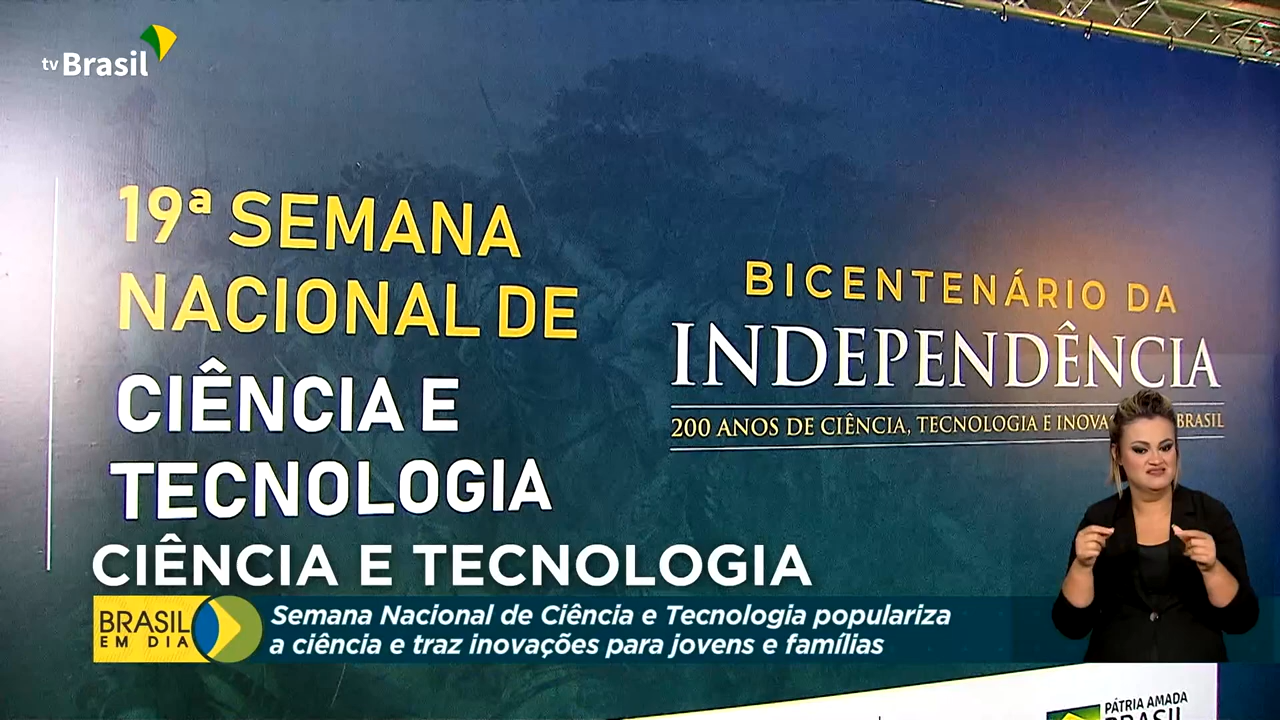 tv Brasil
19ª SEMANA
NACIONAL DE
CIÊNCIA E
TECNOLOGIA
BICENTENÁRIO DA
INDEPENDÊNCIA
200 ANOS DE CIÊNCIA, TECNOLOGIA E BRASIL
CIÊNCIA E TECNOLOGIA
BRASIL
EM DIA
Semana Nacional de Ciência e Tecnologia populariza
a ciência e traz inovações para jovens e famílias
PÁTRIA AMADA
BRASIL